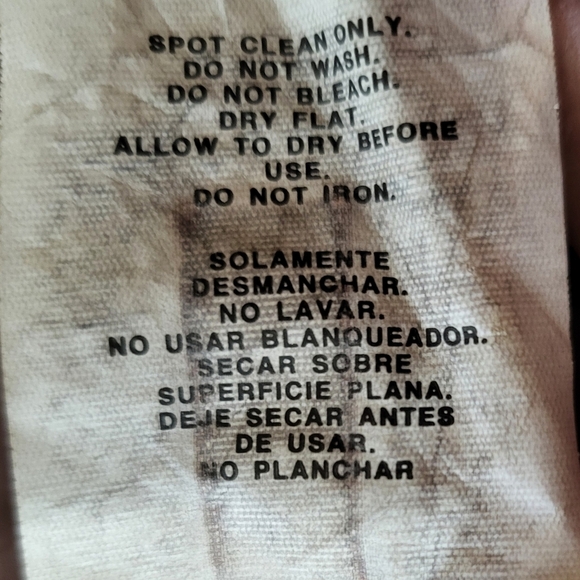 SPOT CLEAN ONLY.
DO NOT WASH.
DO NOT BLEACH.
DRY FLAT.
ALLOW TO DRY BEFORE
USE.
DO NOT IRON.
SOLAMENTE
DESMANCHAR.
NO LAVAR.
NO USAR BLANQUEADOR.
SECAR SOBRE
SUPERFICIE PLANA.
DEJE SECAR ANTES
DE USAR.
NO PLANCHAR